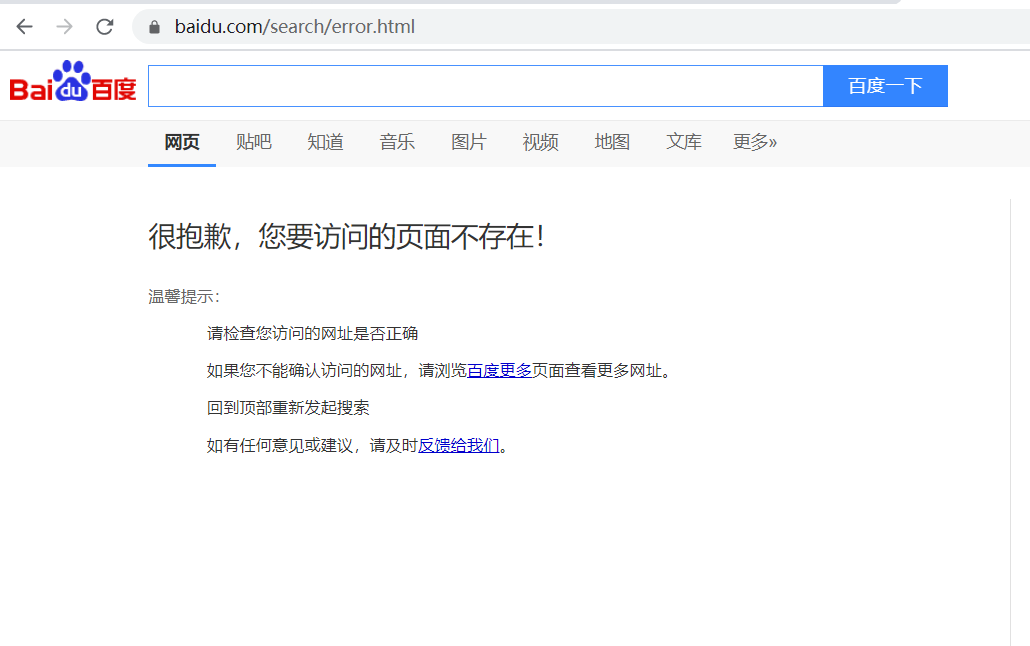 baidu.com/search/error.html
Bai du 百度
百度一下
网页 贴吧 知道 音乐 图片 视频 地图 文库 更多»
很抱歉，您要访问的页面不存在！
温馨提示：
请检查您访问的网址是否正确
如果您不能确认访问的网址，请浏览百度更多页面查看更多网址。
回到顶部重新发起搜索
如有任何意见或建议，请及时反馈给我们。